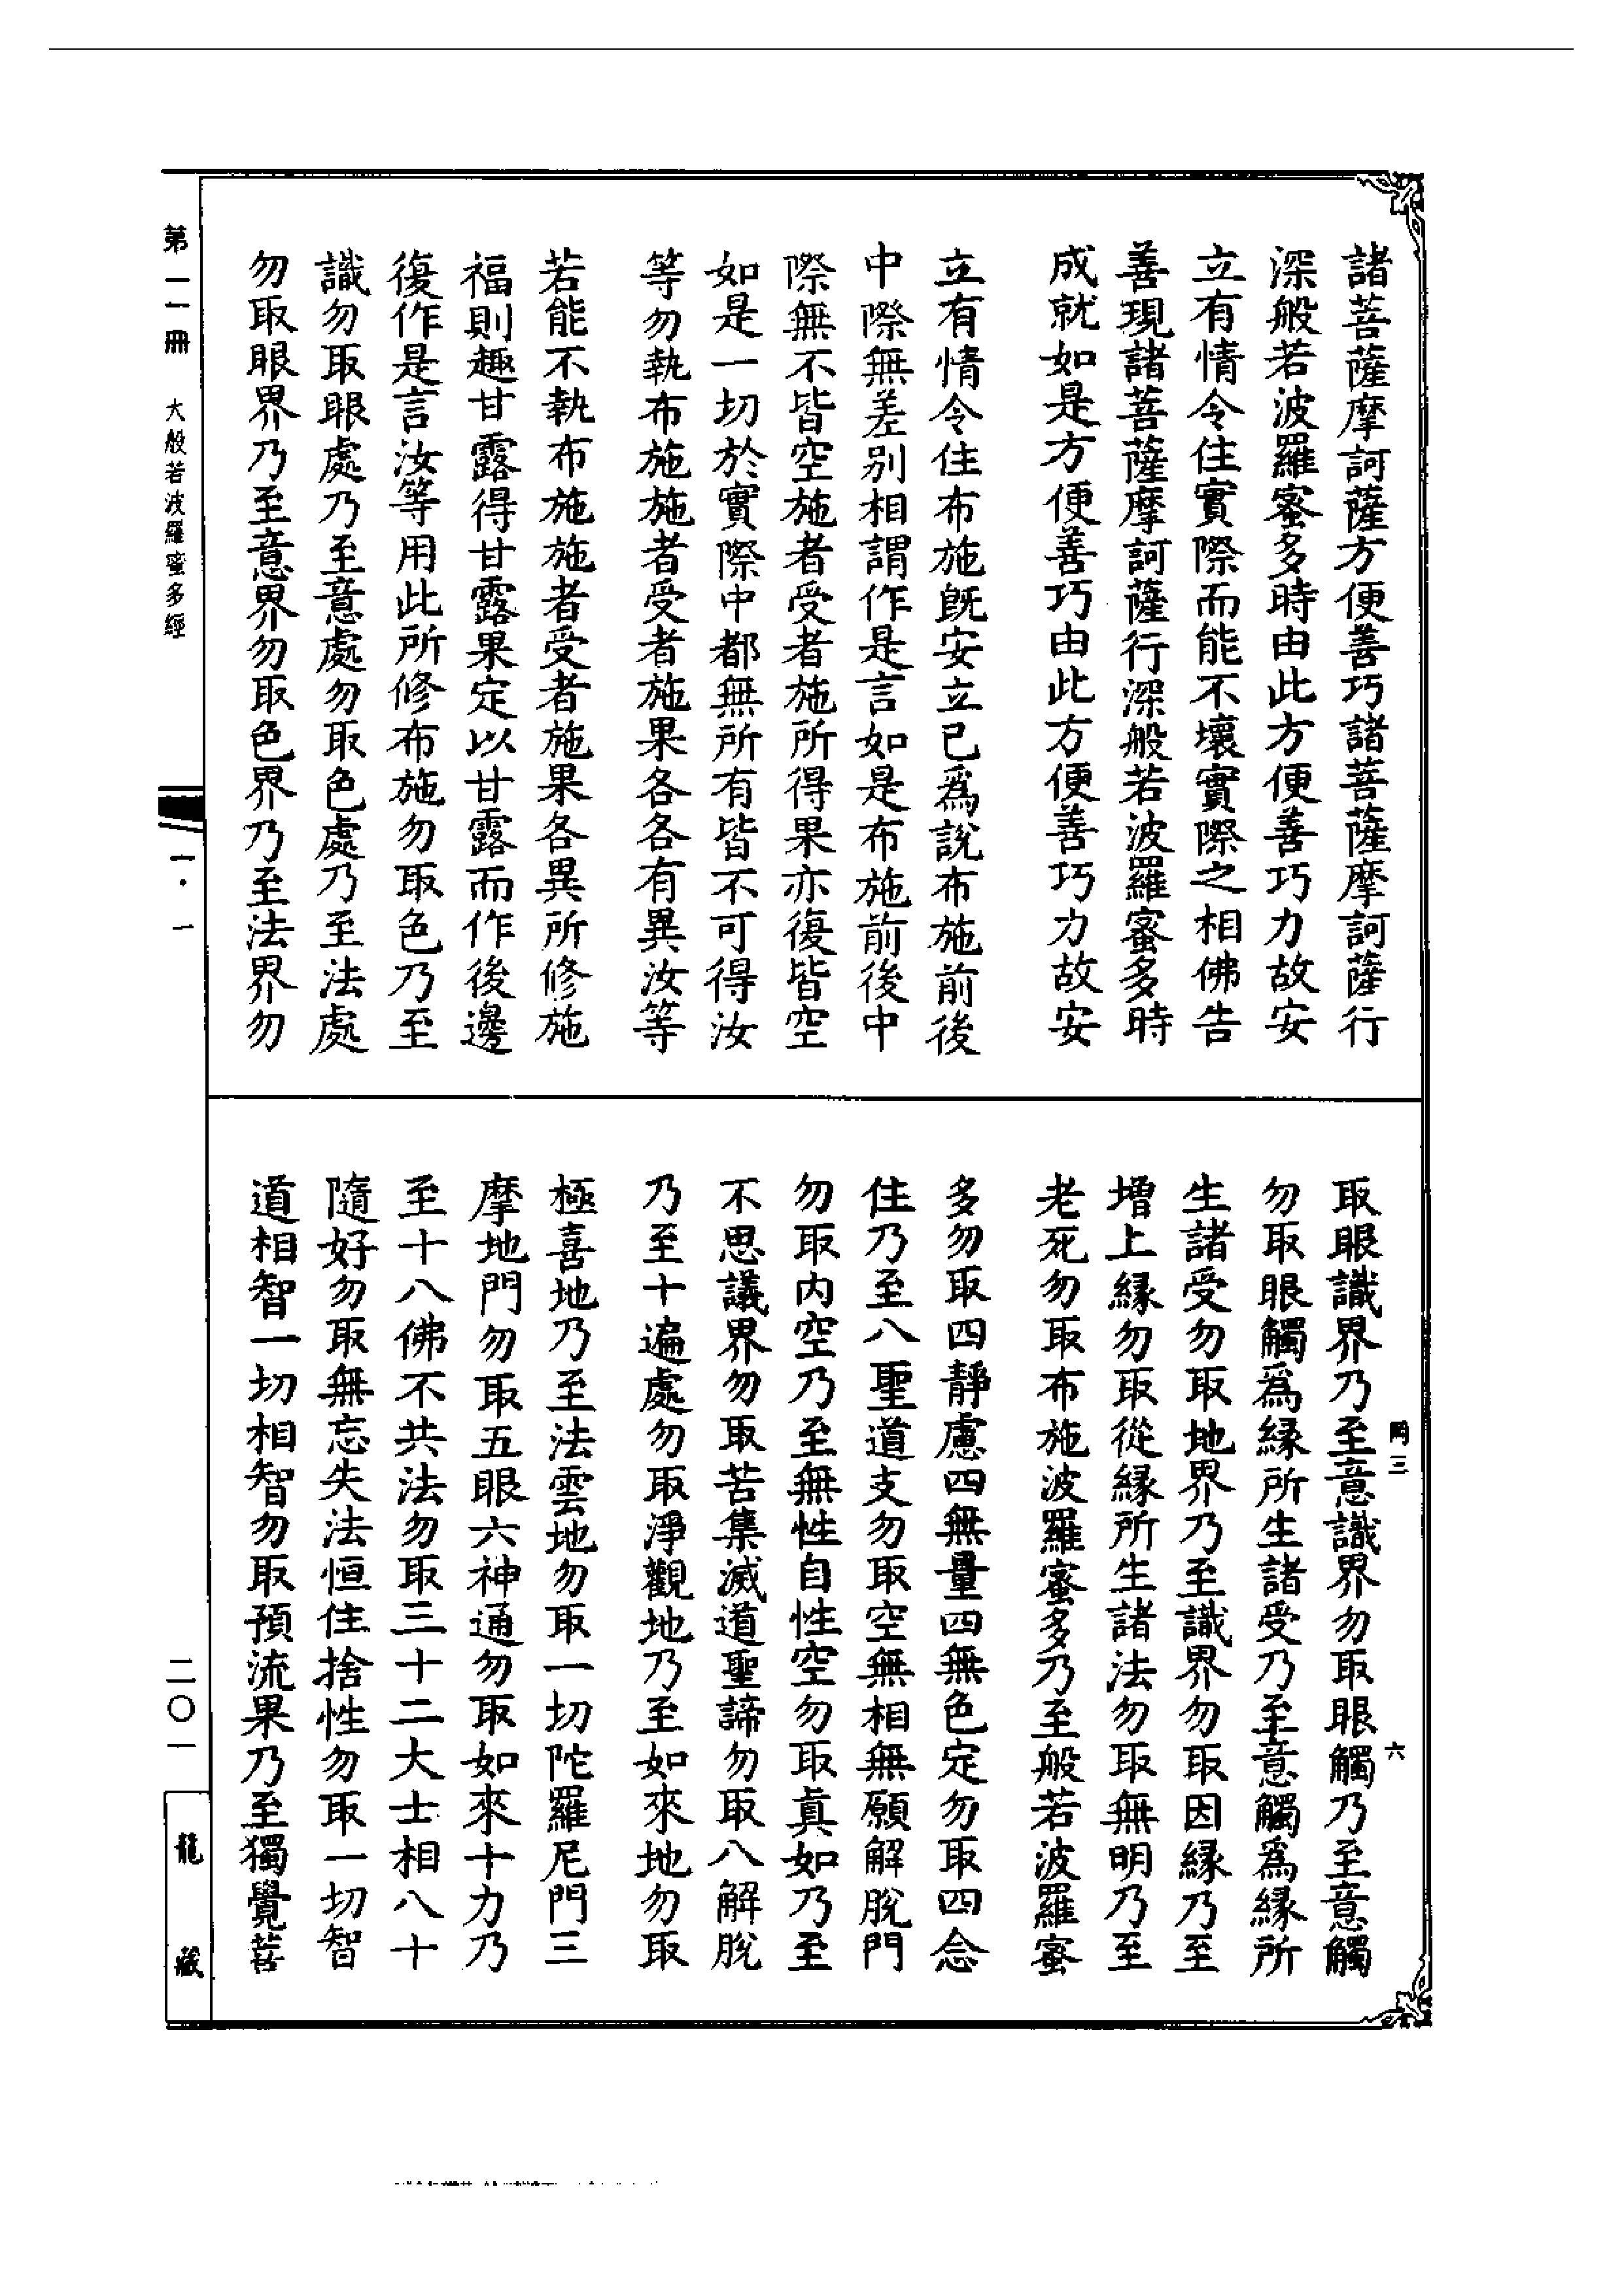 諸菩薩摩訶薩方便善巧諸菩薩摩訶薩行
深般若波羅蜜多時由此方便善巧力故安
立有情令住實際而能不壞實際之相佛告
善現諸菩薩摩訶薩行深般若波羅蜜多時
成就如是方便善巧由此方便善巧力故安
立有情令住布施旣安立已爲說布施前後
中際無差别相謂作是言如是布施前後中
際無不皆空施者受者施所得果亦復皆空
如是一切於實際中都無所有皆不可得汝
等勿執布施施者受者施果各各有異汝等
若能不執布施施者受者施果各異所修施
福則趣甘露得甘露果定以甘露而作後邊
復作是言汝等用此所修布施勿取色乃至
識勿取眼處乃至意處勿取色處乃至法處
勿取眼界乃至意界勿取色界乃至法界勿
取眼識界乃至意識界勿取眼觸乃至意觸
勿取眼觸爲緣所生諸受乃至意觸爲緣所
生諸受勿取地界乃至識界勿取因緣乃至
增上緣勿取從緣所生諸法勿取無明乃至
老死勿取布施波羅蜜多乃至般若波羅蜜
多勿取四靜慮四無量四無色定勿取四念
住乃至八聖道支勿取空無相無願解脫門
勿取内空乃至無性自性空勿取眞如乃至
不思議界勿取苦集滅道聖諦勿取八解脫
乃至十遍處勿取淨觀地乃至如來地勿取
極喜地乃至法雲地勿取一切陀羅尼門三
摩地門勿取五眼六神通勿取如來十力乃
至十八佛不共法勿取三十二大士相八十
隨好勿取無忘失法恒住捨性勿取一切智
道相智一切相智勿取預流果乃至獨覺菩
第一一冊 大般若波羅蜜多經
一·一
二〇一
龍藏
三
六